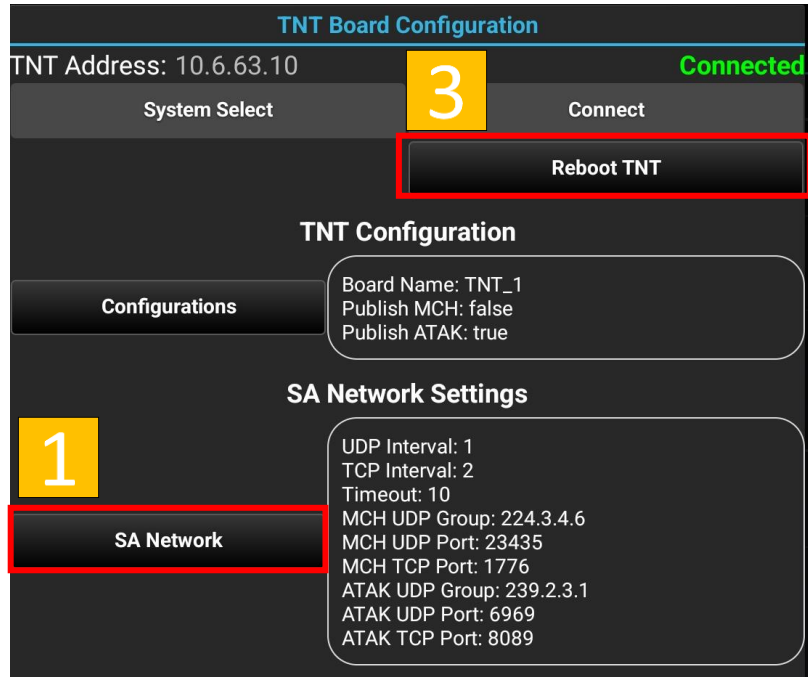 TNT Board Configuration
TNT Address: 10.6.63.10
Connected
3
System Select
Connect
Reboot TNT
TNT Configuration
Configurations
Board Name: TNT_1
Publish MCH: false
Publish ATAK: true
SA Network Settings
1
SA Network
UDP Interval: 1
TCP Interval: 2
Timeout: 10
MCH UDP Group: 224.3.4.6
MCH UDP Port: 23435
MCH TCP Port: 1776
ATAK UDP Group: 239.2.3.1
ATAK UDP Port: 6969
ATAK TCP Port: 8089